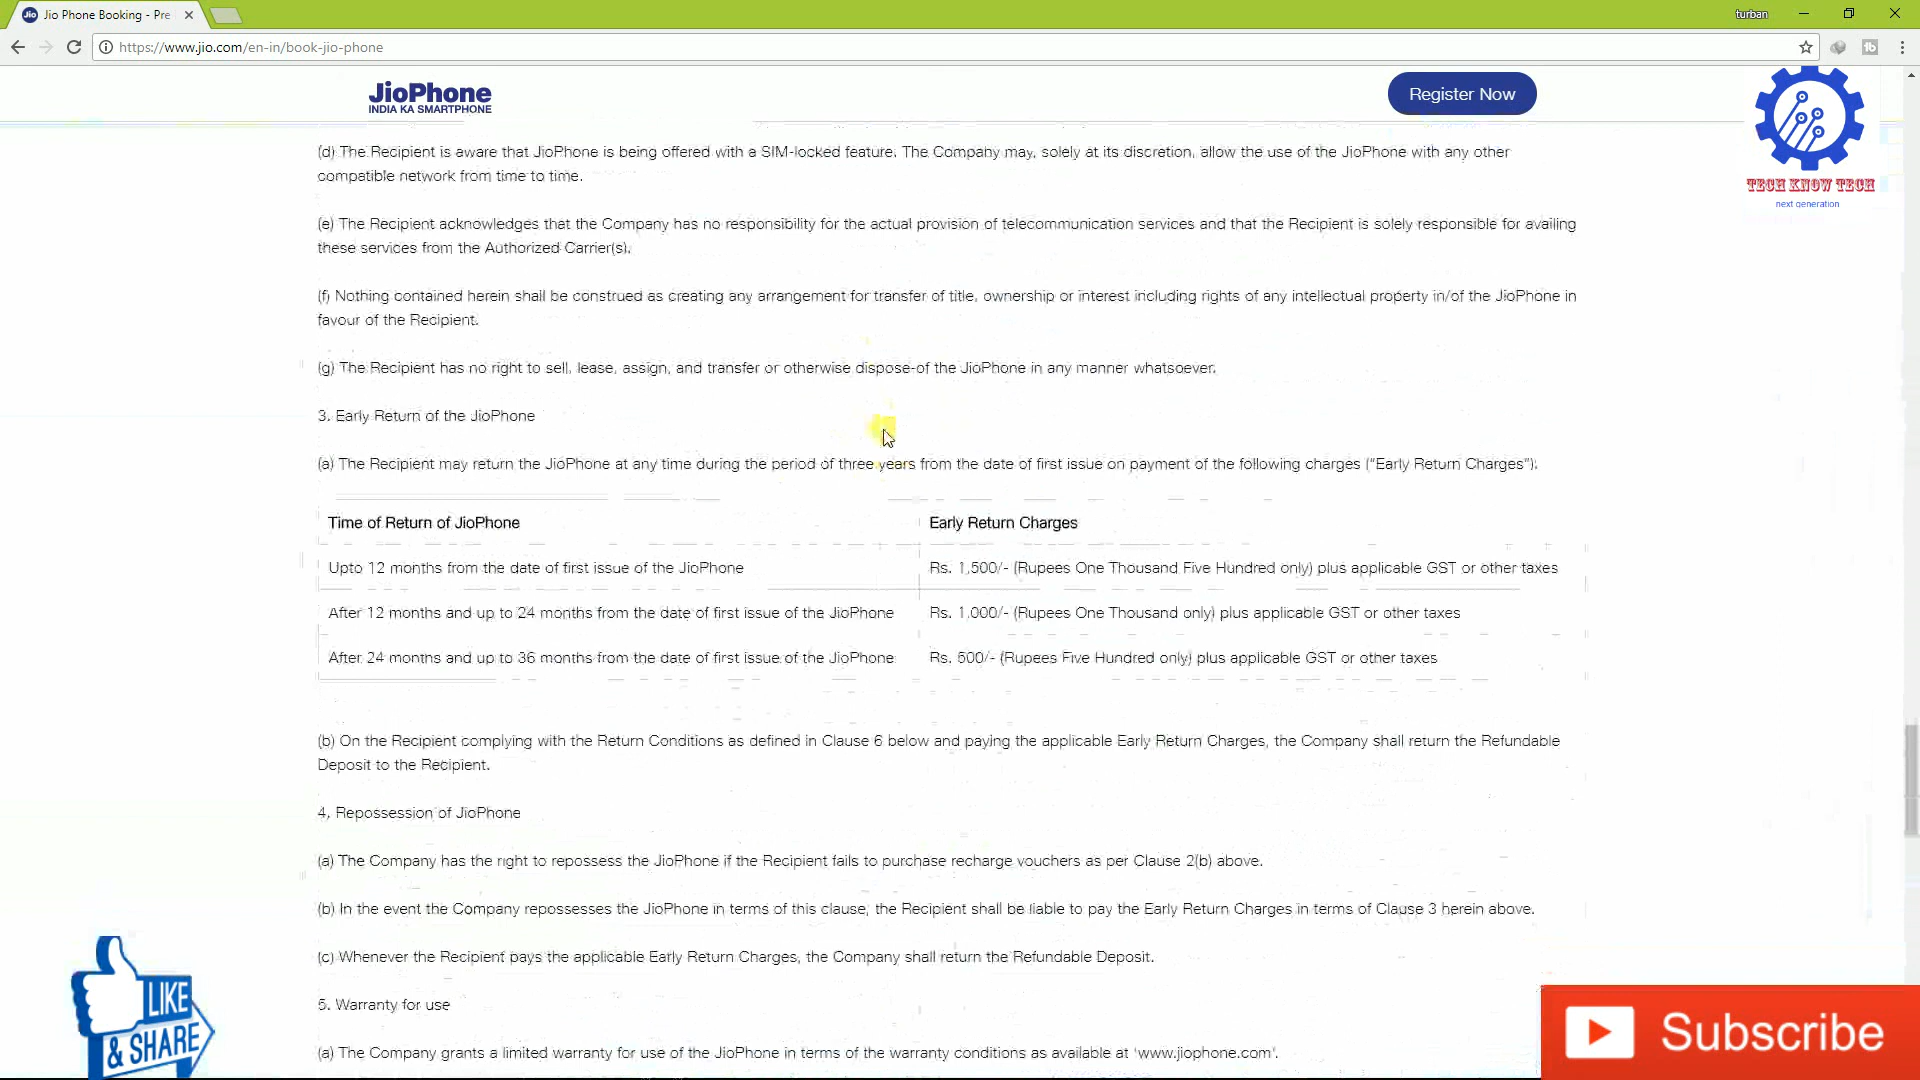 Jio Phone Booking - Pre
turban
https://www.jio.com/en-in/book-jio-phone
JioPhone
INDIA KA SMARTPHONE
Register Now
TECH KNOW TECH
next generation
(d) The Recipient is aware that JioPhone is being offered with a SIM-locked feature. The Company may, solely at its discretion, allow the use of the JioPhone with any other
compatible network from time to time.
(e) The Recipient acknowledges that the Company has no responsibility for the actual provision of telecommunication services and that the Recipient is solely responsible for availing
these services from the Authorized Carrier(s).
(f) Nothing contained herein shall be construed as creating any arrangement for transfer of title, ownership or interest including rights of any intellectual property in/of the JioPhone in
favour of the Recipient.
(g) The Recipient has no right to sell, lease, assign, and transfer or otherwise dispose-of the JioPhone in any manner whatsoever.
3. Early Return of the JioPhone
(a) The Recipient may return the JioPhone at any time during the period of three years from the date of first issue on payment of the following charges (“Early Return Charges”).
Time of Return of JioPhone Early Return Charges
Upto 12 months from the date of first issue of the JioPhone Rs. 1,500/- (Rupees One Thousand Five Hundred only) plus applicable GST or other taxes
After 12 months and up to 24 months from the date of first issue of the JioPhone Rs. 1,000/- (Rupees One Thousand only) plus applicable GST or other taxes
After 24 months and up to 36 months from the date of first issue of the JioPhone Rs. 500/- (Rupees Five Hundred only) plus applicable GST or other taxes
(b) On the Recipient complying with the Return Conditions as defined in Clause 6 below and paying the applicable Early Return Charges, the Company shall return the Refundable
Deposit to the Recipient.
4. Repossession of JioPhone
(a) The Company has the right to repossess the JioPhone if the Recipient fails to purchase recharge vouchers as per Clause 2(b) above.
(b) In the event the Company repossesses the JioPhone in terms of this clause, the Recipient shall be liable to pay the Early Return Charges in terms of Clause 3 herein above.
(c) Whenever the Recipient pays the applicable Early Return Charges, the Company shall return the Refundable Deposit.
5. Warranty for use
(a) The Company grants a limited warranty for use of the JioPhone in terms of the warranty conditions as available at 'www.jiophone.com'.
LIKE
& SHARE
Subscribe